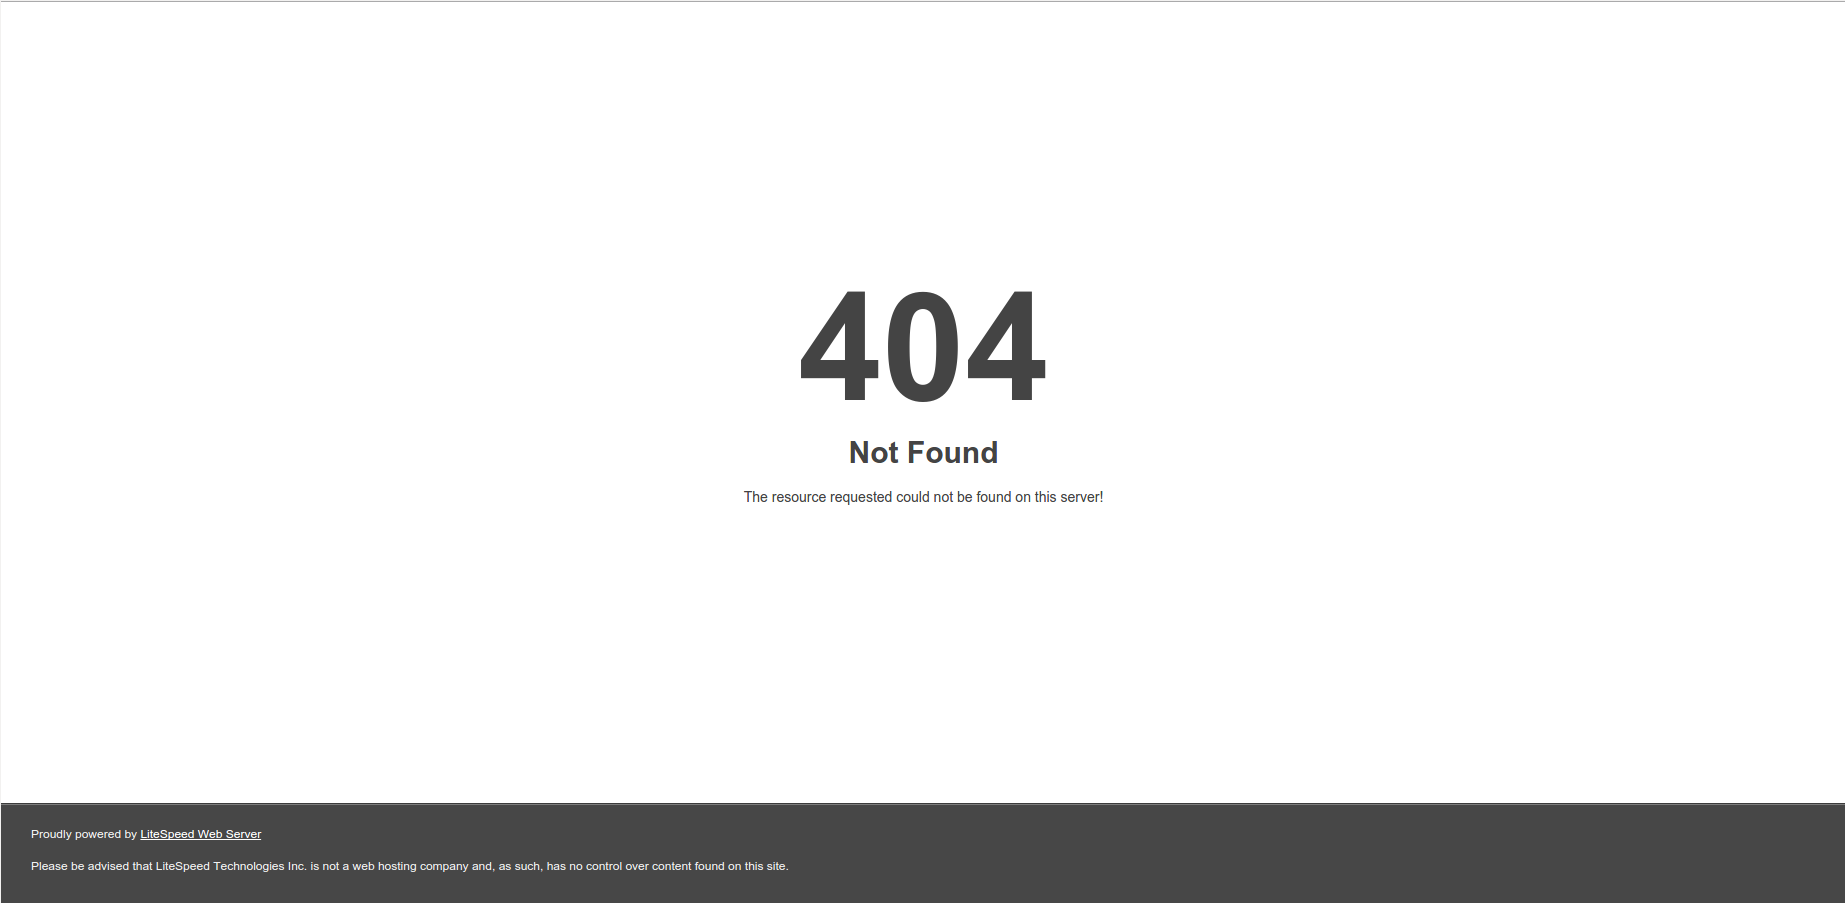 404
Not Found
The resource requested could not be found on this server!
Proudly powered by LiteSpeed Web Server
Please be advised that LiteSpeed Technologies Inc. is not a web hosting company and, as such, has no control over content found on this site.